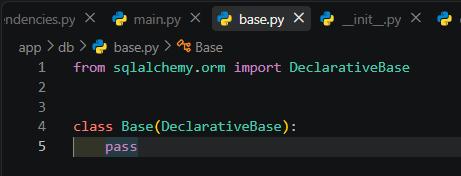 endencies.py main.py base.py × __init__.py
app > db > base.py > Base
1 from sqlalchemy.orm import DeclarativeBase
2
3
4 class Base(DeclarativeBase):
5     pass